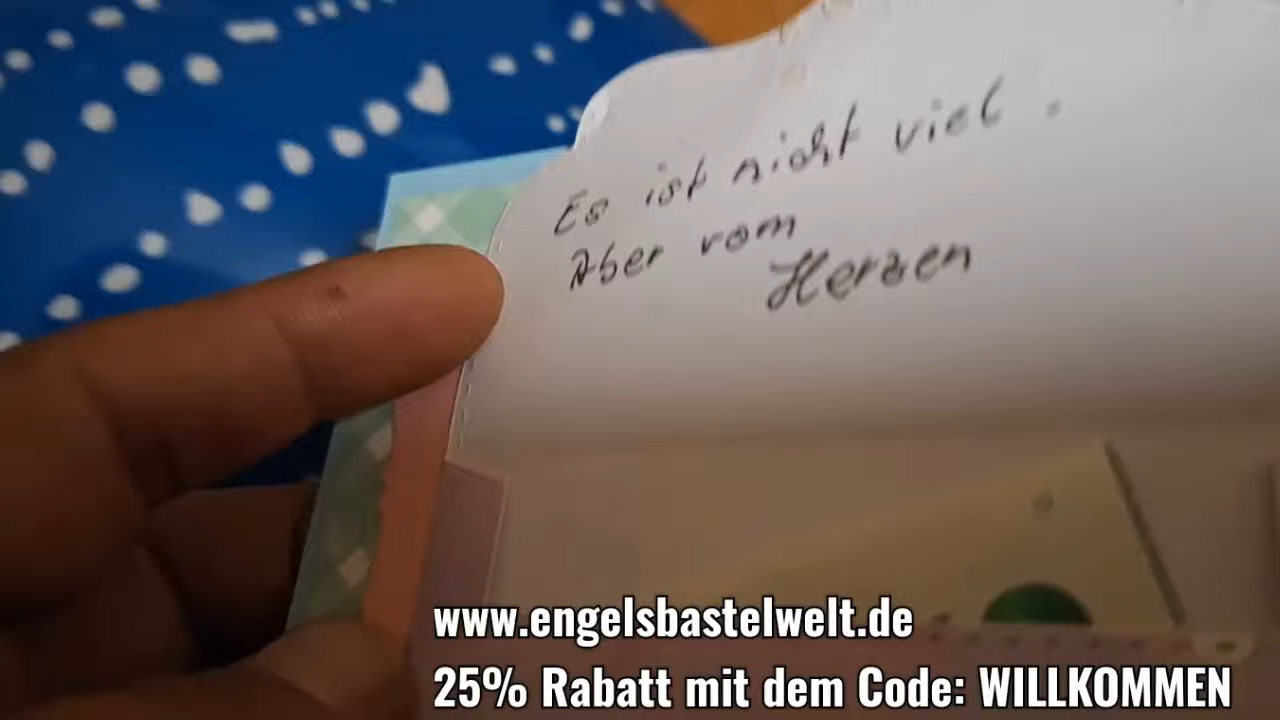 Es ist nicht viel.
Aber vom
Herzen
www.engelsbastelwelt.de
25% Rabatt mit dem Code: WILLKOMMEN